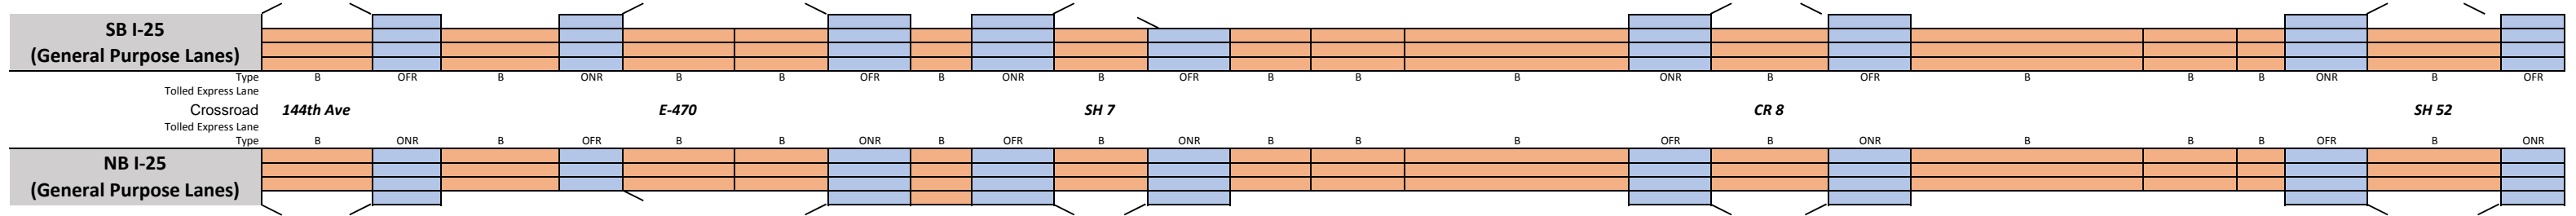 SB I-25
(General Purpose Lanes)
Type B OFR B ONR B B OFR B ONR B OFR B B B ONR B OFR B B B ONR B OFR
Tolled Express Lane
Crossroad 144th Ave E-470 SH 7 CR 8 SH 52
Tolled Express Lane
Type B ONR B OFR B B ONR B OFR B ONR B B B OFR B ONR B B B OFR B ONR
NB I-25
(General Purpose Lanes)